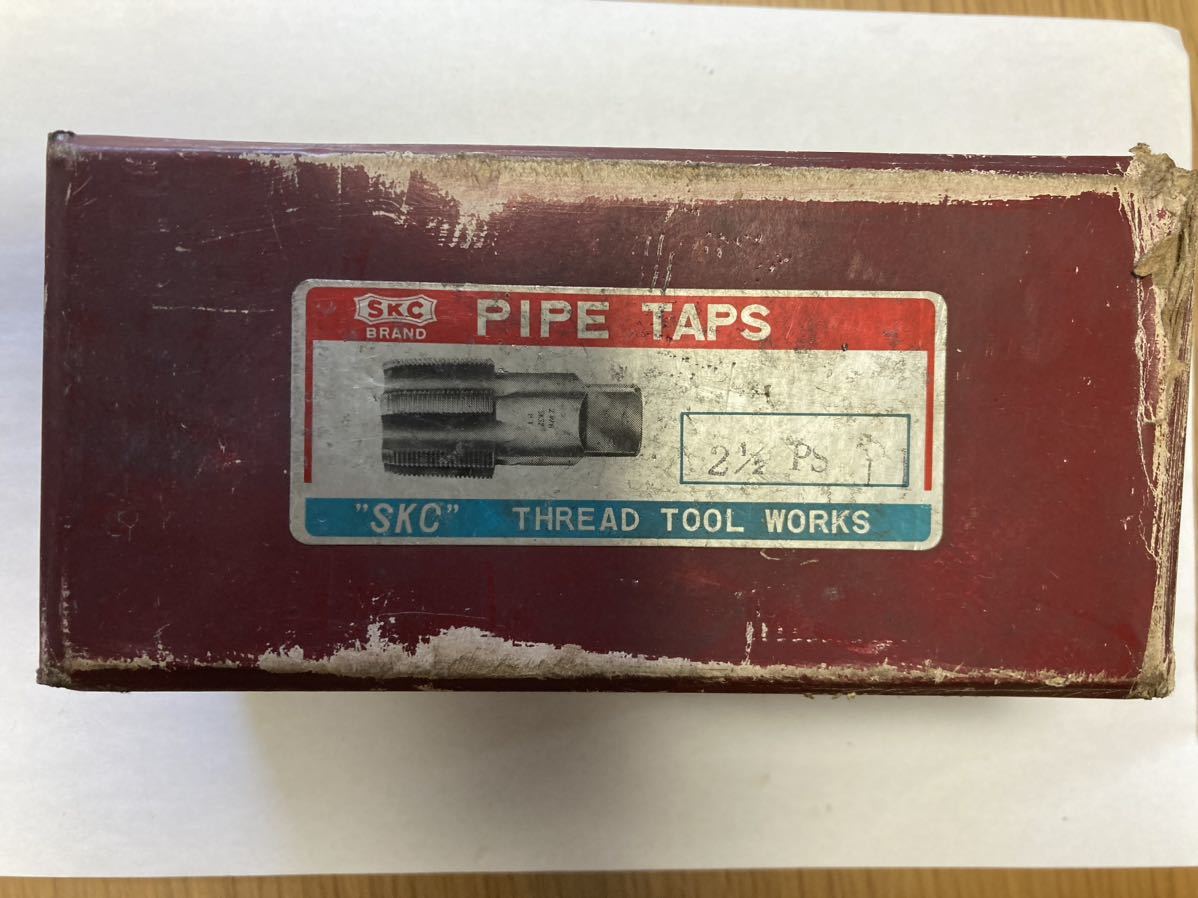 SKC
BRAND
PIPE TAPS
2½ PS
"SKC" THREAD TOOL WORKS